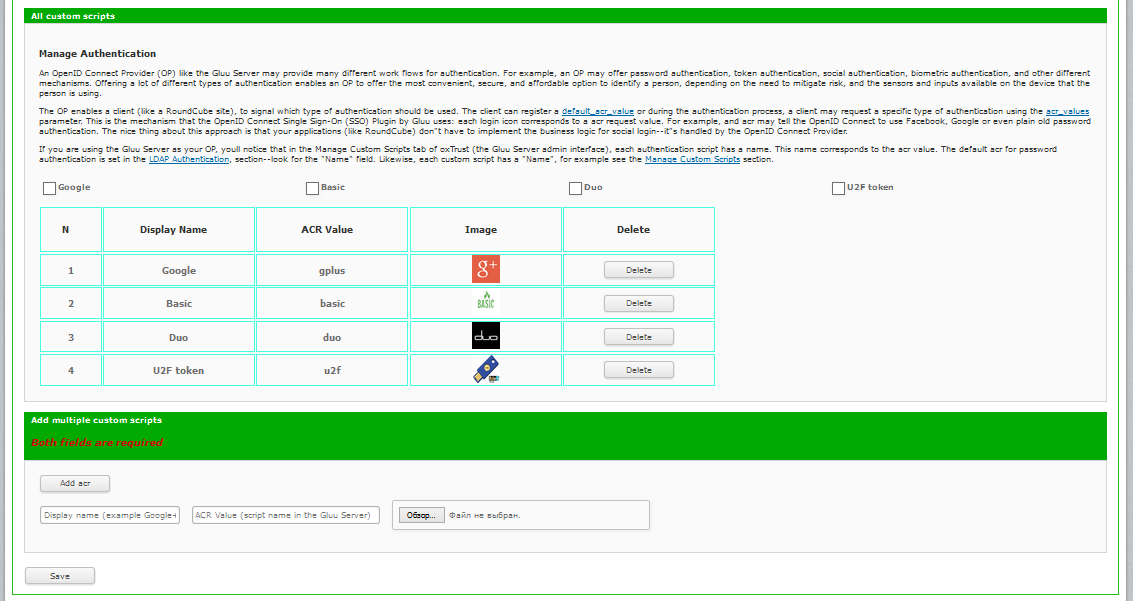 All custom scripts
Manage Authentication
An OpenID Connect Provider (OP) like the Gluu Server may provide many different work flows for authentication. For example, an OP may offer password authentication, token authentication, social authentication, biometric authentication, and other different
mechanisms. Offering a lot of different types of authentication enables an OP to offer the most convenient, secure, and affordable option to identify a person, depending on the need to mitigate risk, and the sensors and inputs available on the device that the
person is using.
The OP enables a client (like a RoundCube site), to signal which type of authentication should be used. The client can register a default_acr_value or during the authentication process, a client may request a specific type of authentication using the acr_values
parameter. This is the mechanism that the OpenID Connect Single Sign-On (SSO) Plugin by Gluu uses: each login icon corresponds to a acr request value. For example, and acr may tell the OpenID Connect to use Facebook, Google or even plain old password
authentication. The nice thing about this approach is that your applications (like RoundCube) don"t have to implement the business logic for social login--it"s handled by the OpenID Connect Provider.
If you are using the Gluu Server as your OP, youll notice that in the Manage Custom Scripts tab of oxTrust (the Gluu Server admin interface), each authentication script has a name. This name corresponds to the acr value. The default acr for password
authentication is set in the LDAP Authentication, section--look for the "Name" field. Likewise, each custom script has a "Name", for example see the Manage Custom Scripts section.
Google Basic Duo U2F token
N Display Name ACR Value Image Delete
1 Google gplus g+ Delete
2 Basic basic BASIC Delete
3 Duo duo duo Delete
4 U2F token u2f Delete
Add multiple custom scripts
Both fields are required
Add acr
Display name (example Google+ ACR Value (script name in the Gluu Server) Обзор... Файл не выбран.
Save